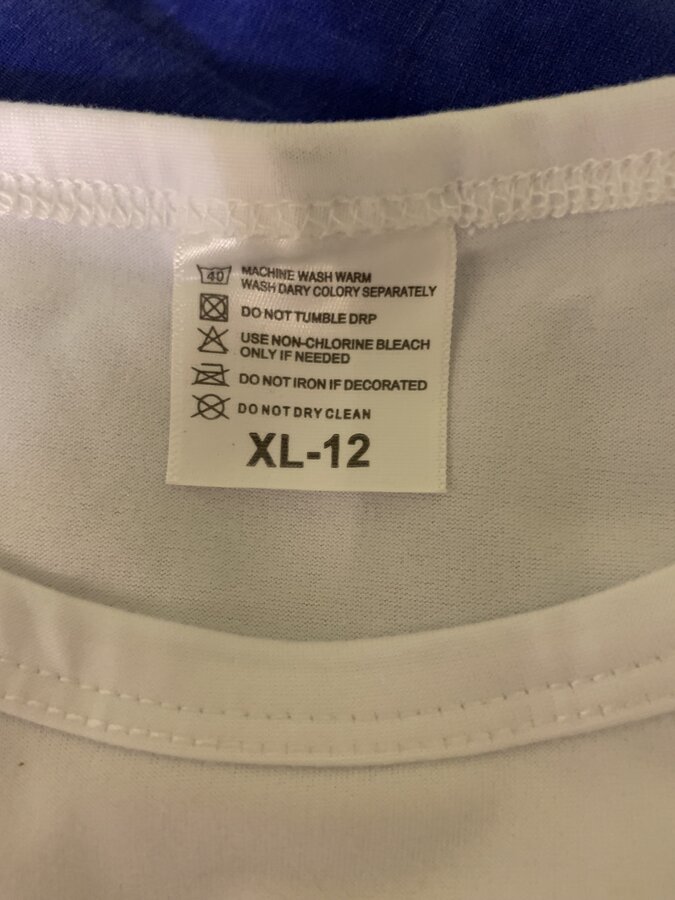 40 MACHINE WASH WARM
WASH DARY COLORY SEPARATELY
DO NOT TUMBLE DRP
USE NON-CHLORINE BLEACH
ONLY IF NEEDED
DO NOT IRON IF DECORATED
DO NOT DRY CLEAN
XL-12